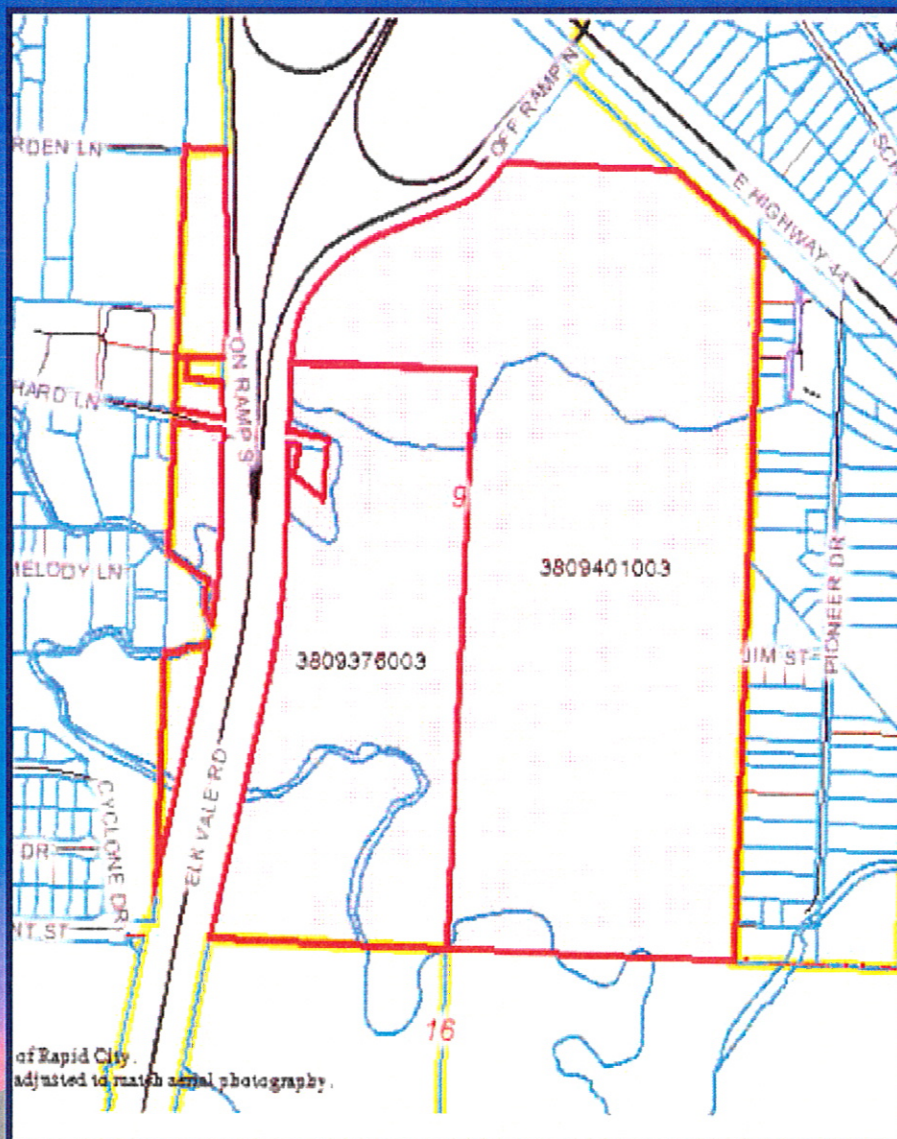 RDEN LN
OFF RAMP N
E HIGHWAY 44
ON RAMP S
HARD LN
9
3809401003
MELODY LN
PIONEER DR
3809376003
JIM ST
ELK VALE RD
CYCLONE DR
DR
NT ST
16
of Rapid City.
adjusted to match aerial photography.